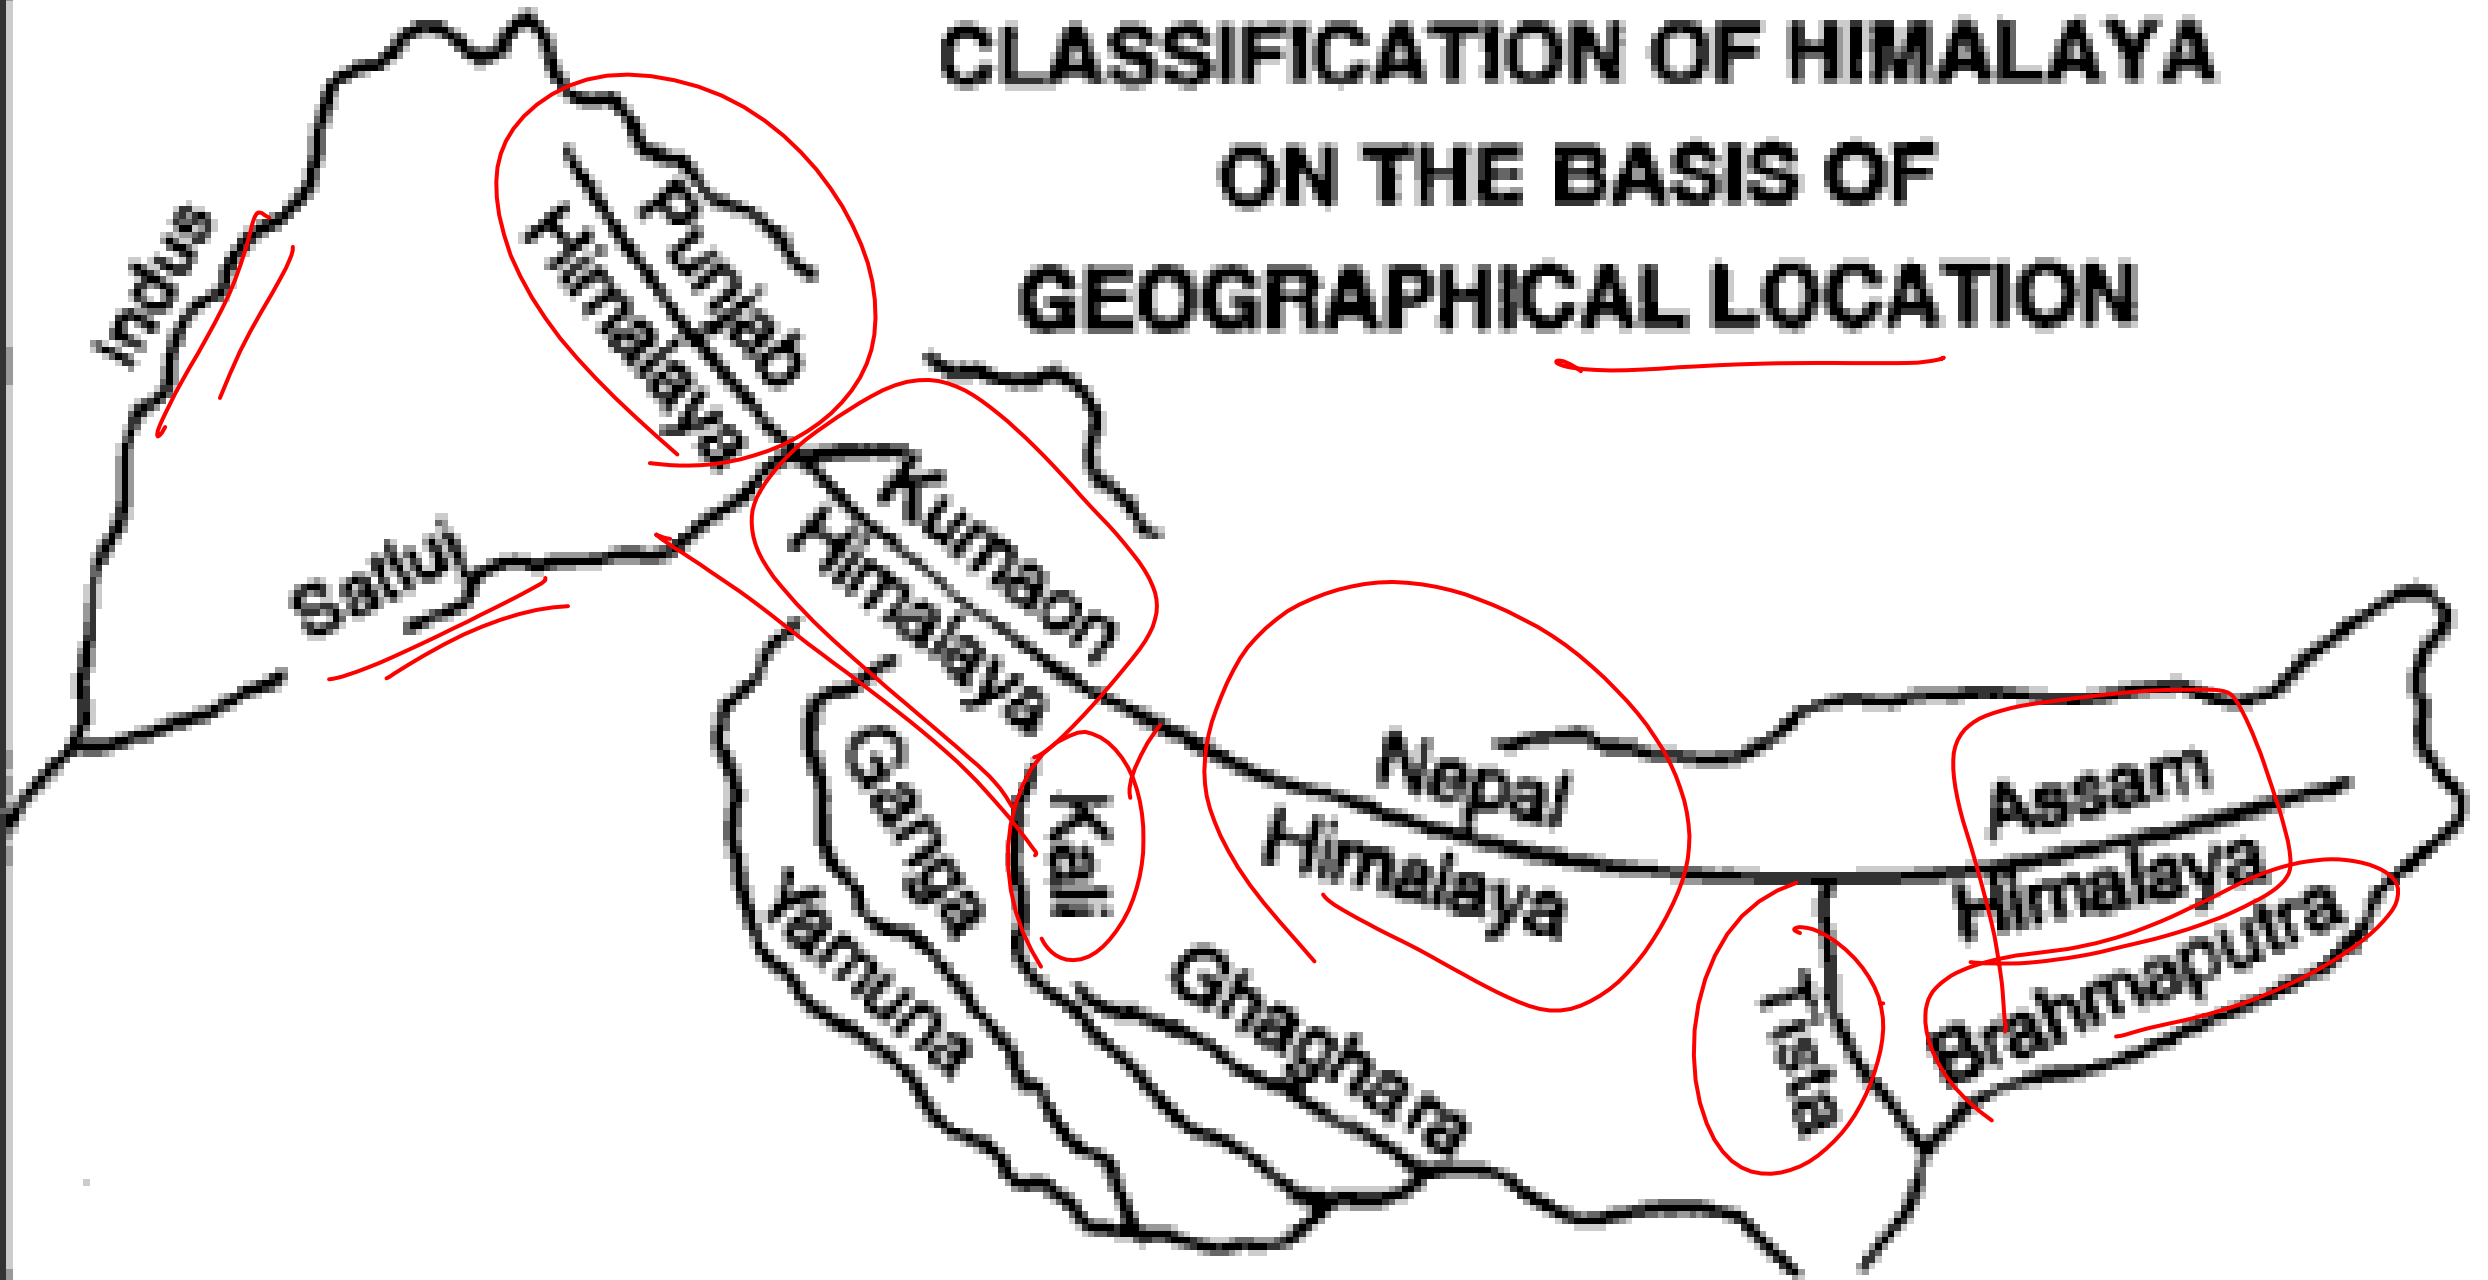 CLASSIFICATION OF HIMALAYA
ON THE BASIS OF
GEOGRAPHICAL LOCATION
Indus
Punjab
Himalaya
Satluj
Kumaon
Himalaya
Ganga
Yamuna
Kali
Nepal
Himalaya
Ghaghara
Tista
Assam
Himalaya
Brahmaputra